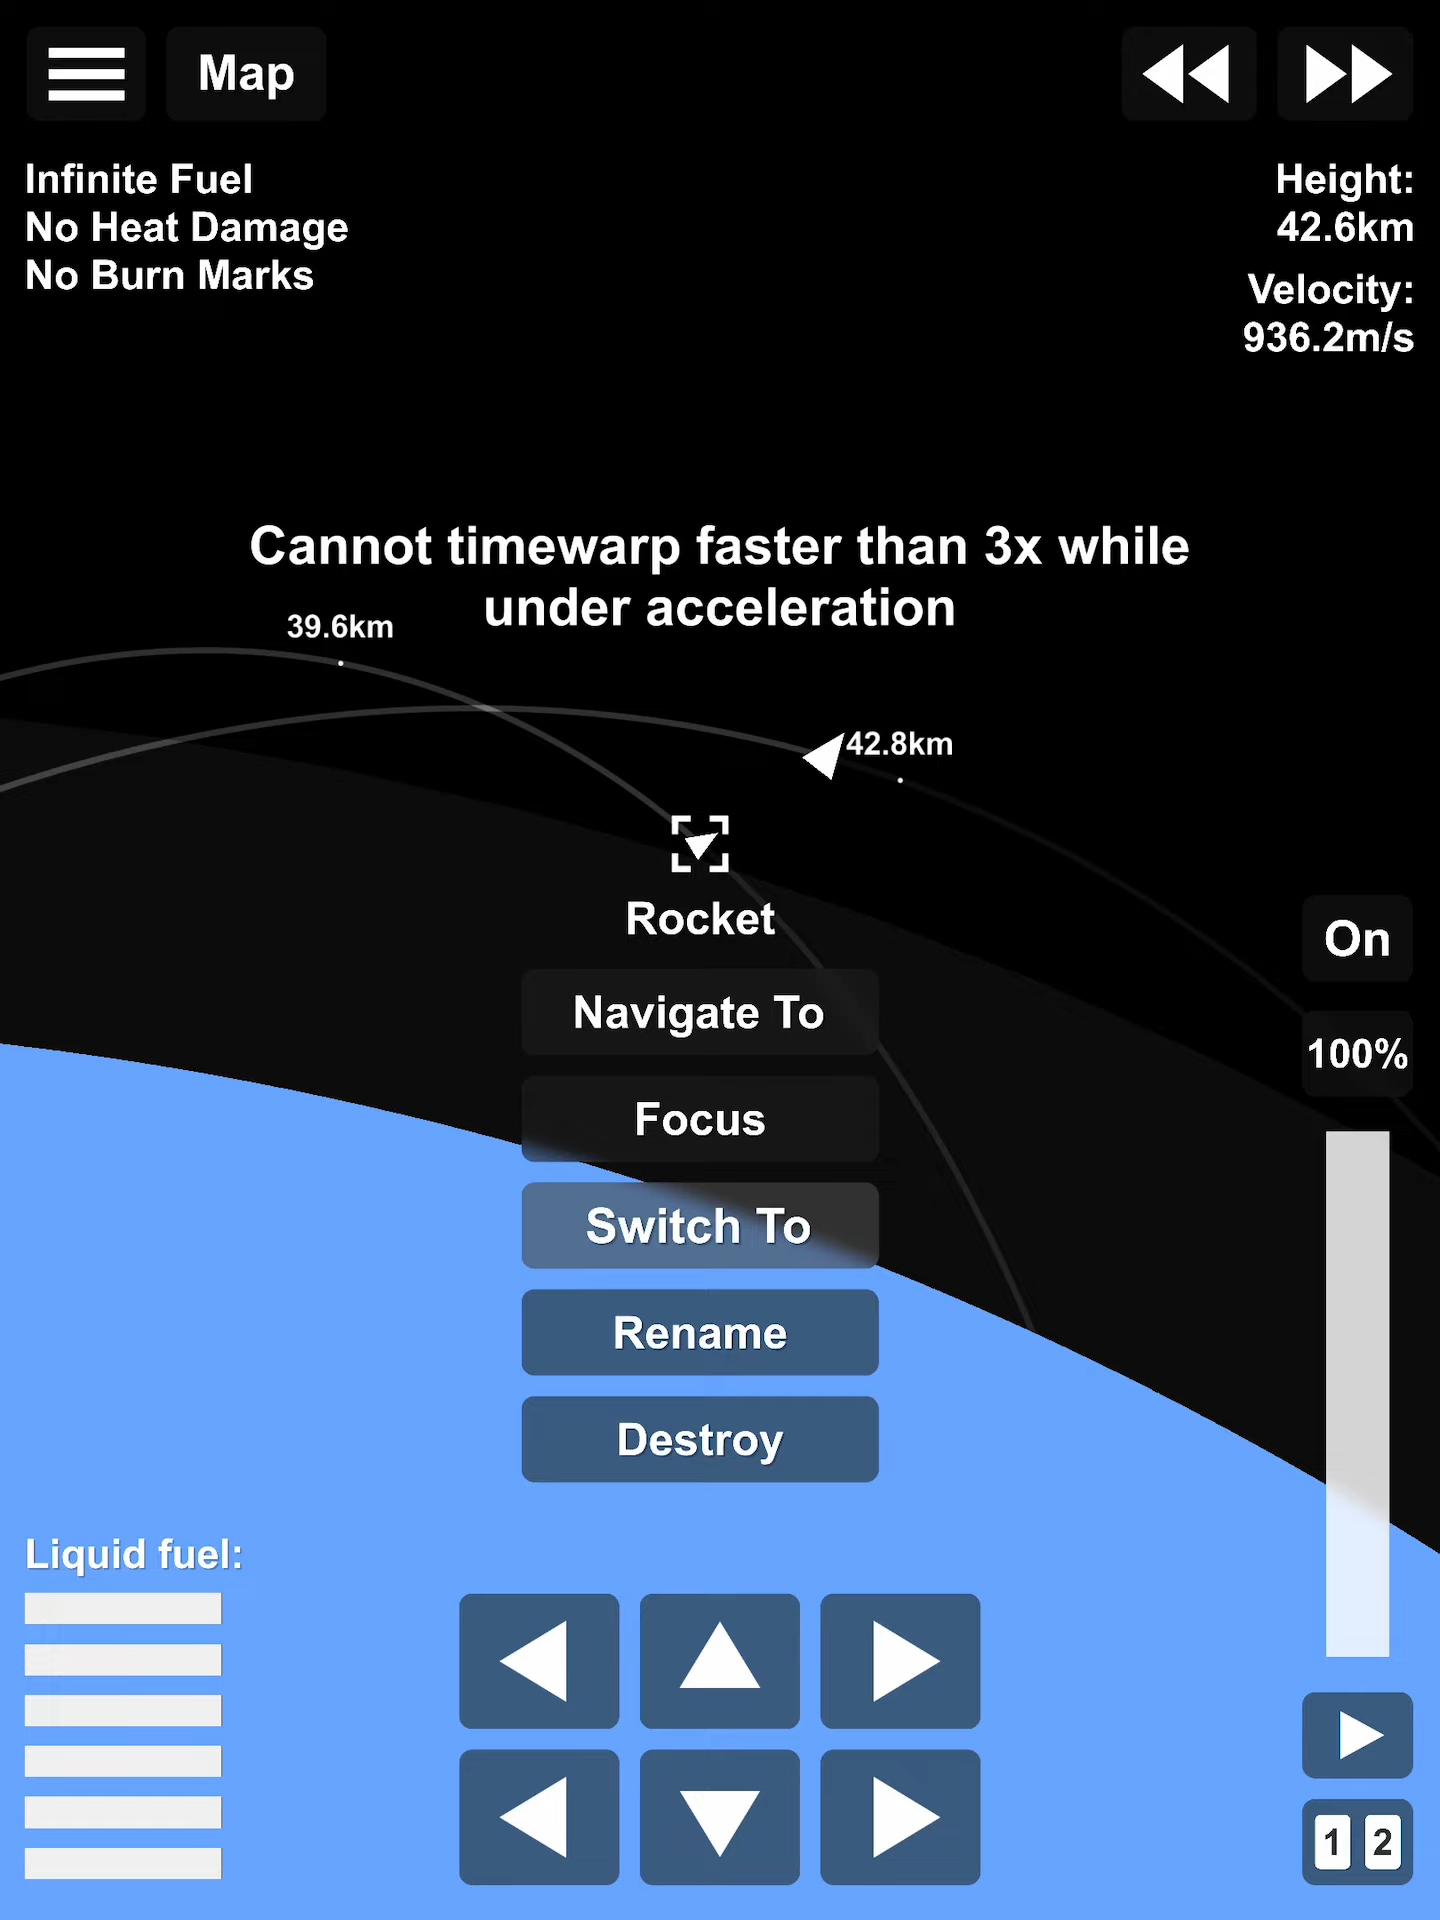 Map
Infinite Fuel
No Heat Damage
No Burn Marks
Height:
42.6km
Velocity:
936.2m/s
Cannot timewarp faster than 3x while
under acceleration
39.6km
42.8km
Rocket
Navigate To
Focus
Switch To
Rename
Destroy
On
100%
Liquid fuel:
1 2